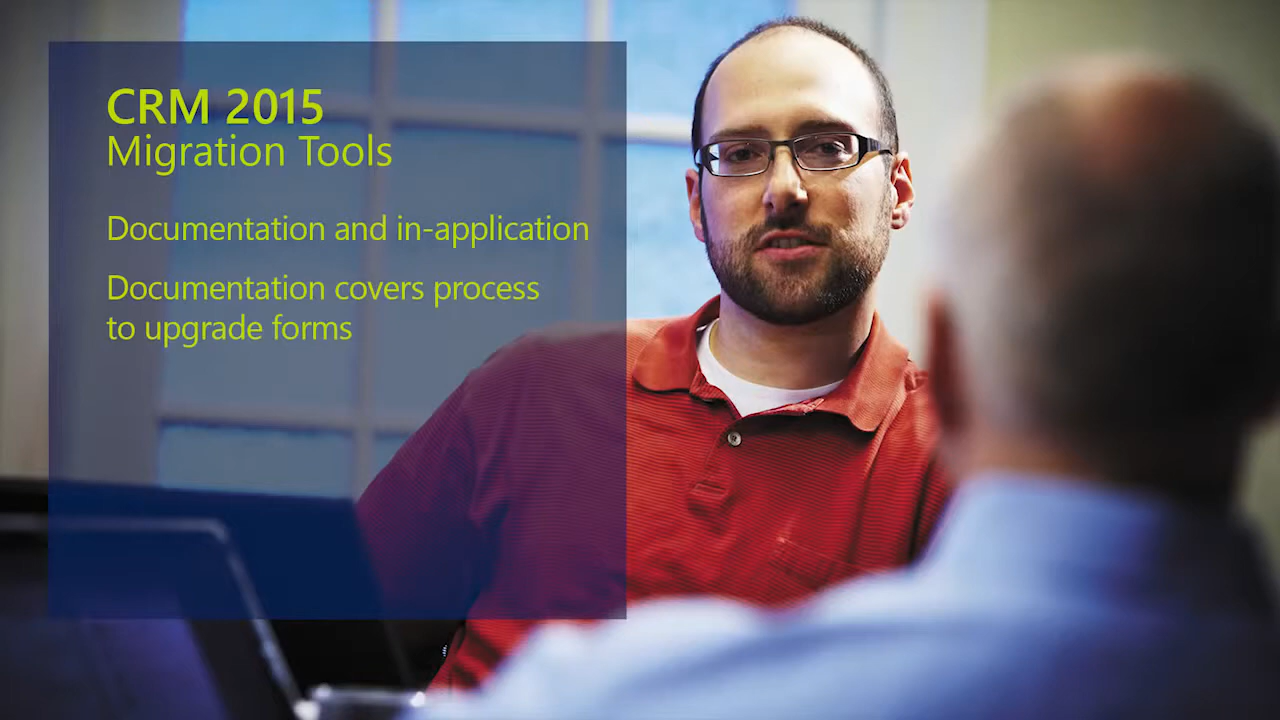 CRM 2015
Migration Tools
Documentation and in-application
Documentation covers process
to upgrade forms